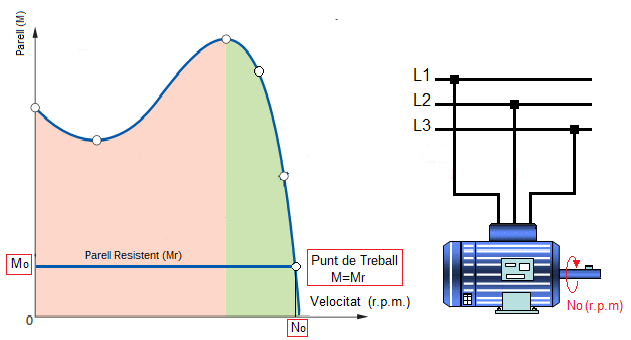 Parell (M)
Mo
Parell Resistent (Mr)
Punt de Treball
M=Mr
Velocitat (r.p.m.)
0
No
L1
L2
L3
No (r.p.m)